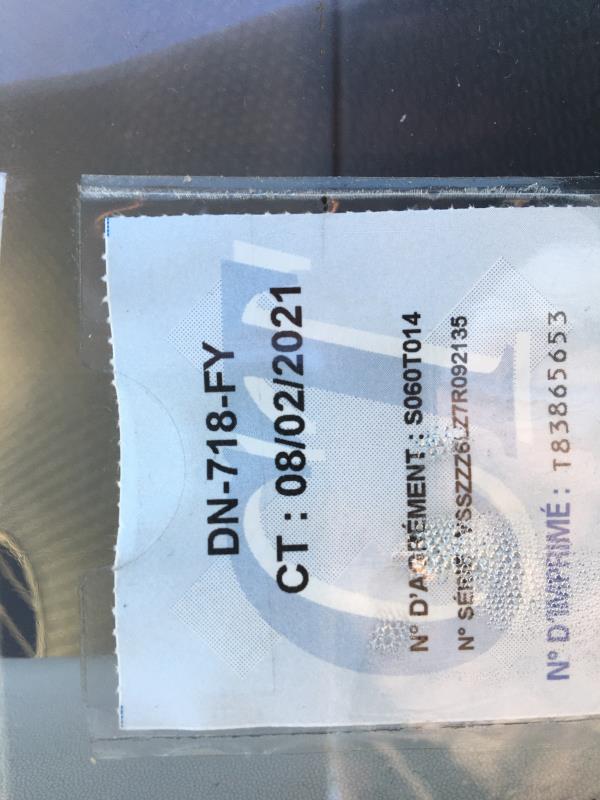 DN-718-FY
CT : 08/02/2021
N° D'AGRÉMENT : S060T014
N° SÉRIE VSSZZZ6LZ7R092135
N° D'IMPRIMÉ : T83865653